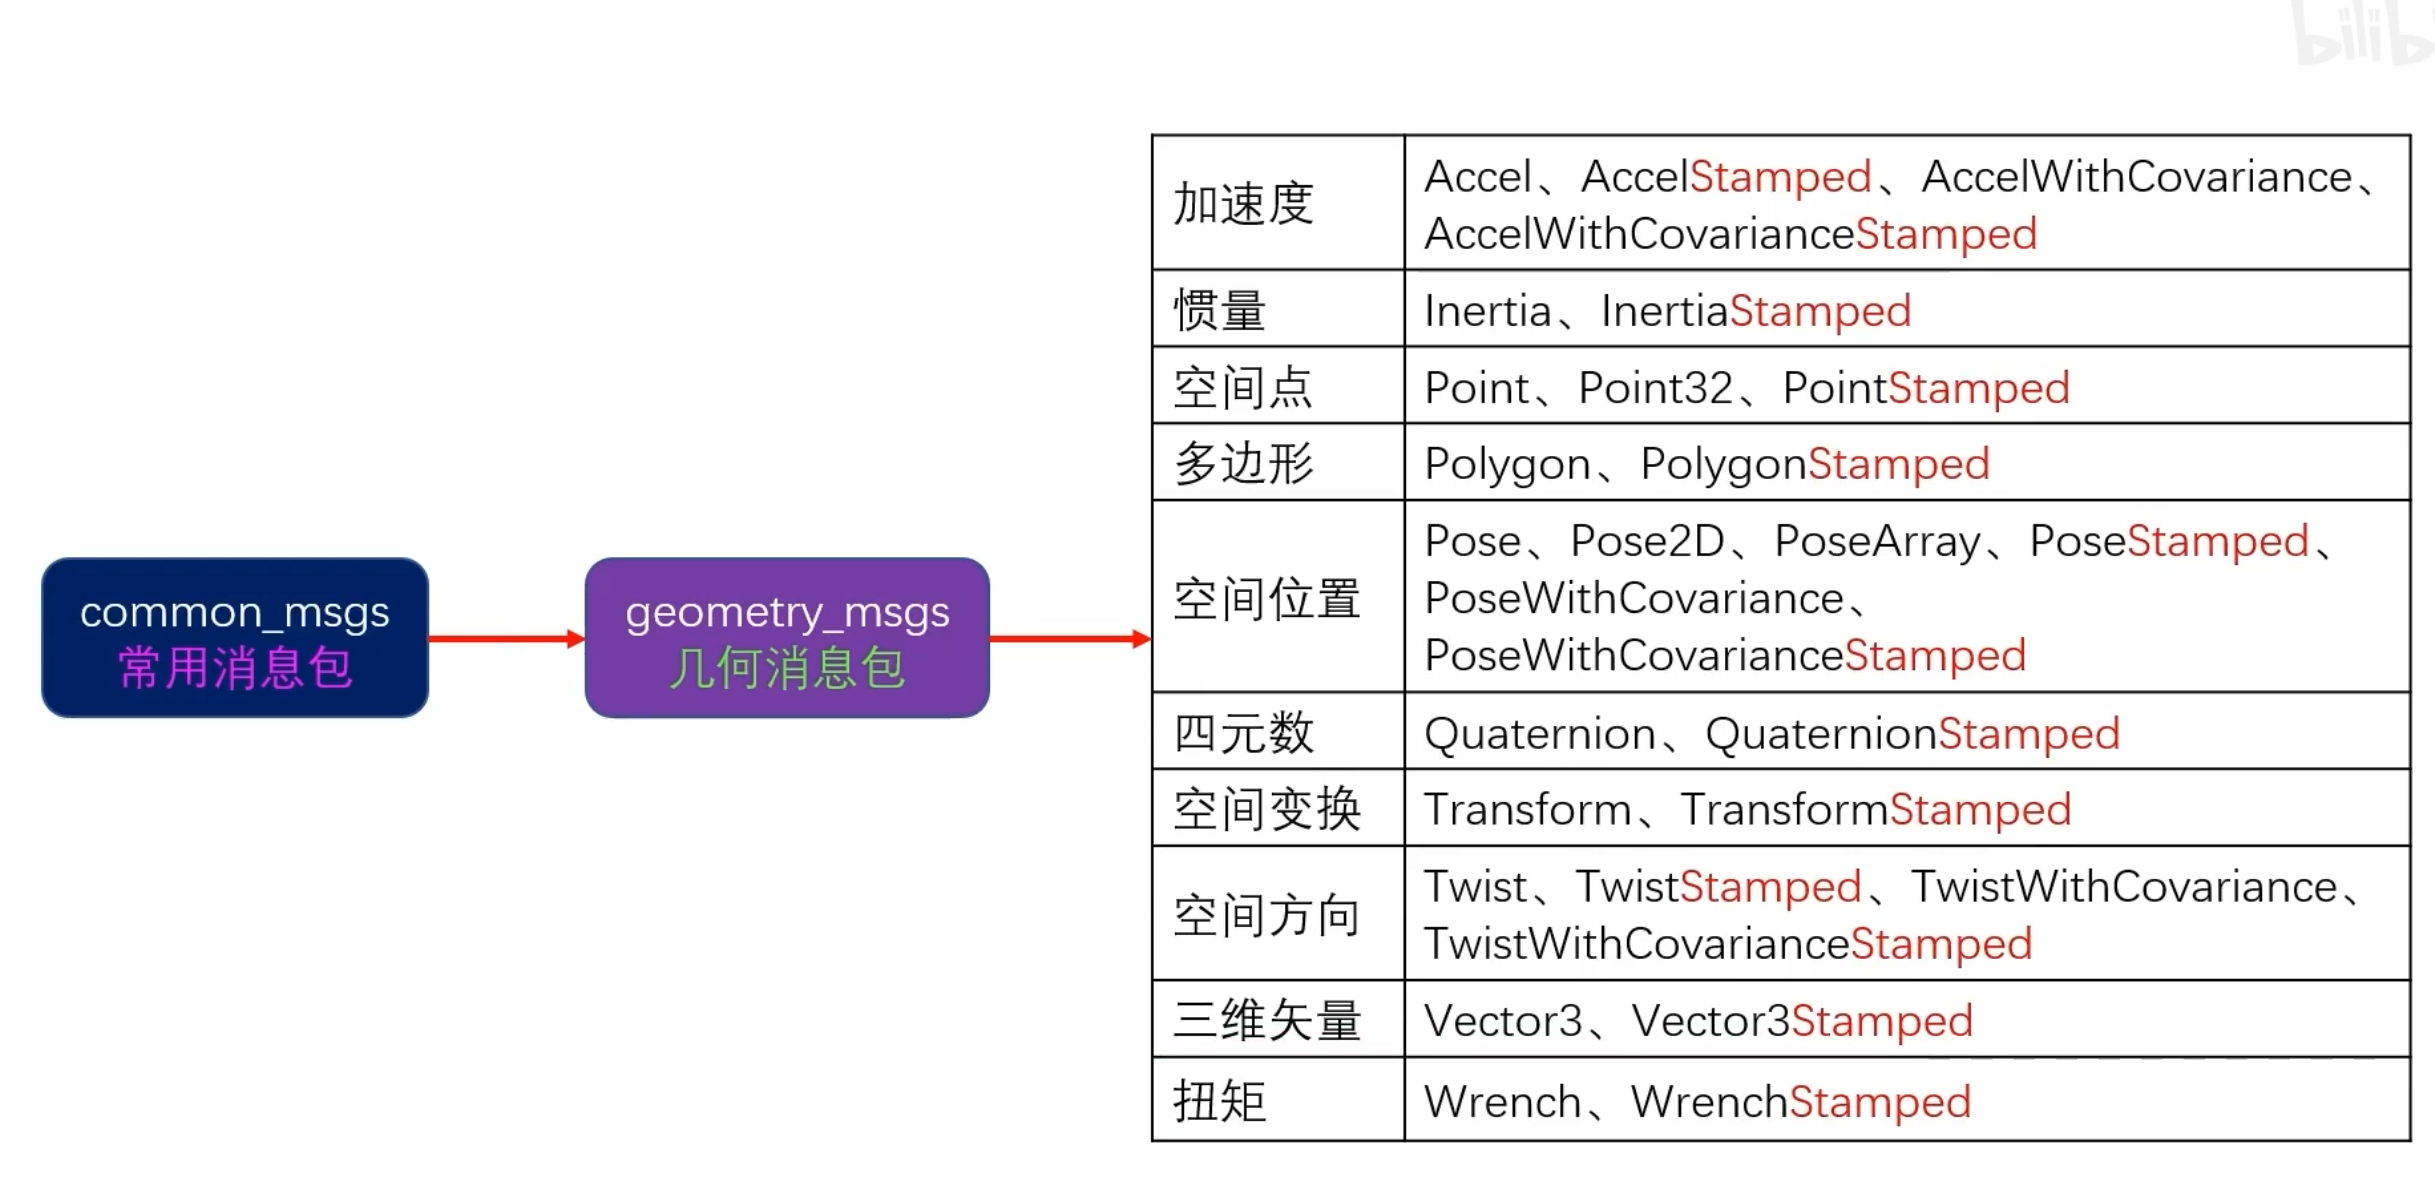 common_msgs
常用消息包
geometry_msgs
几何消息包
加速度
Accel、AccelStamped、AccelWithCovariance、
AccelWithCovarianceStamped
惯量
Inertia、InertiaStamped
空间点
Point、Point32、PointStamped
多边形
Polygon、PolygonStamped
空间位置
Pose、Pose2D、PoseArray、PoseStamped、
PoseWithCovariance、
PoseWithCovarianceStamped
四元数
Quaternion、QuaternionStamped
空间变换
Transform、TransformStamped
空间方向
Twist、TwistStamped、TwistWithCovariance、
TwistWithCovarianceStamped
三维矢量
Vector3、Vector3Stamped
扭矩
Wrench、WrenchStamped